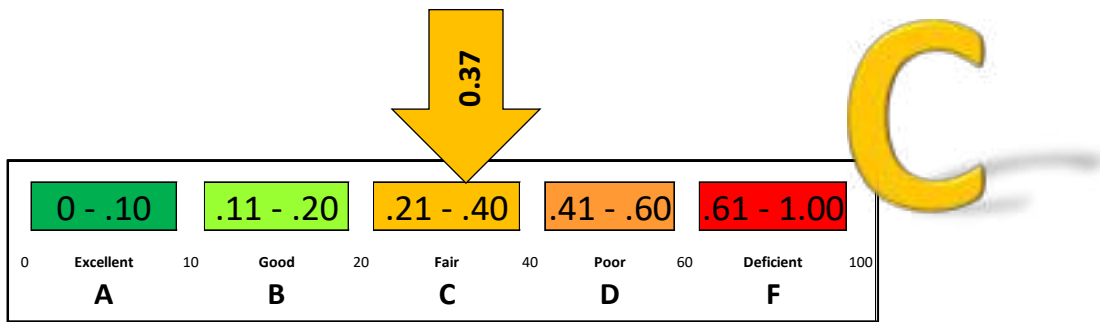 0.37
C
0 - .10 .11 - .20 .21 - .40 .41 - .60 .61 - 1.00
0 Excellent 10 Good 20 Fair 40 Poor 60 Deficient 100
A B C D F